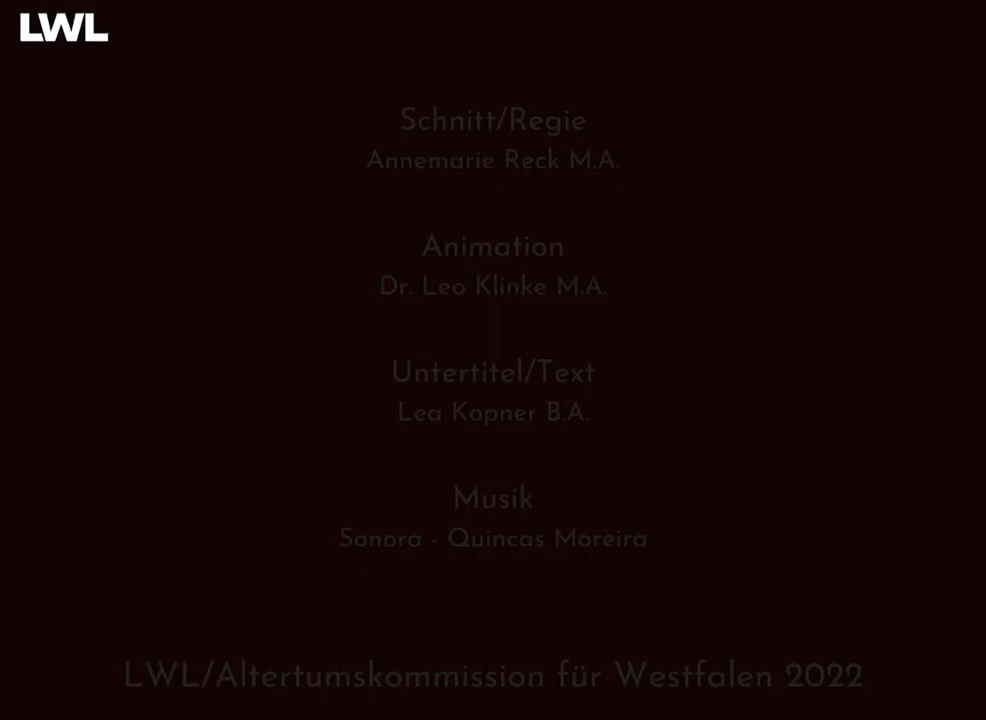 LWL
Schnitt/Regie
Annemarie Reck M.A.
Animation
Dr. Leo Klinke M.A.
Untertitel/Text
Lea Kopner B.A.
Musik
Sonora - Quincas Moreira
LWL/Altertumskommission für Westfalen 2022